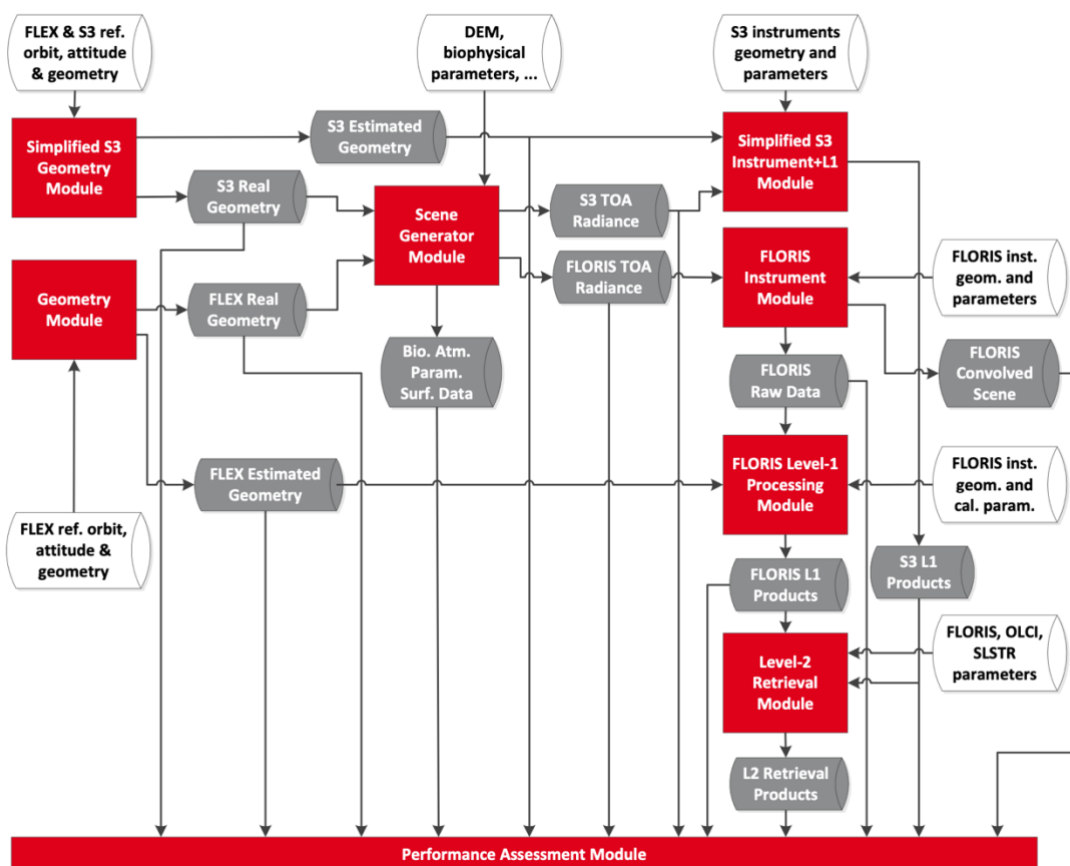 FLEX & S3 ref.
orbit, attitude
& geometry
DEM,
biophysical
parameters, ...
S3 instruments
geometry and
parameters
Simplified S3
Geometry
Module
S3 Estimated
Geometry
Simplified S3
Instrument+L1
Module
S3 Real
Geometry
Scene
Generator
Module
S3 TOA
Radiance
Geometry
Module
FLEX Real
Geometry
FLORIS TOA
Radiance
FLORIS
Instrument
Module
FLORIS inst.
geom. and
parameters
Bio. Atm.
Param.
Surf. Data
FLORIS
Raw Data
FLORIS
Convolved
Scene
FLEX Estimated
Geometry
FLORIS Level-1
Processing
Module
FLORIS inst.
geom. and
cal. param.
FLEX ref. orbit,
attitude &
geometry
FLORIS L1
Products
S3 L1
Products
Level-2
Retrieval
Module
FLORIS, OLCI,
SLSTR
parameters
L2 Retrieval
Products
Performance Assessment Module